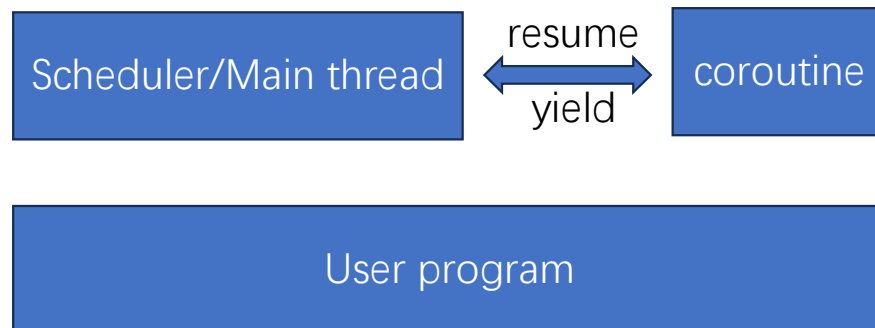 Scheduler/Main thread
resume
yield
coroutine
User program